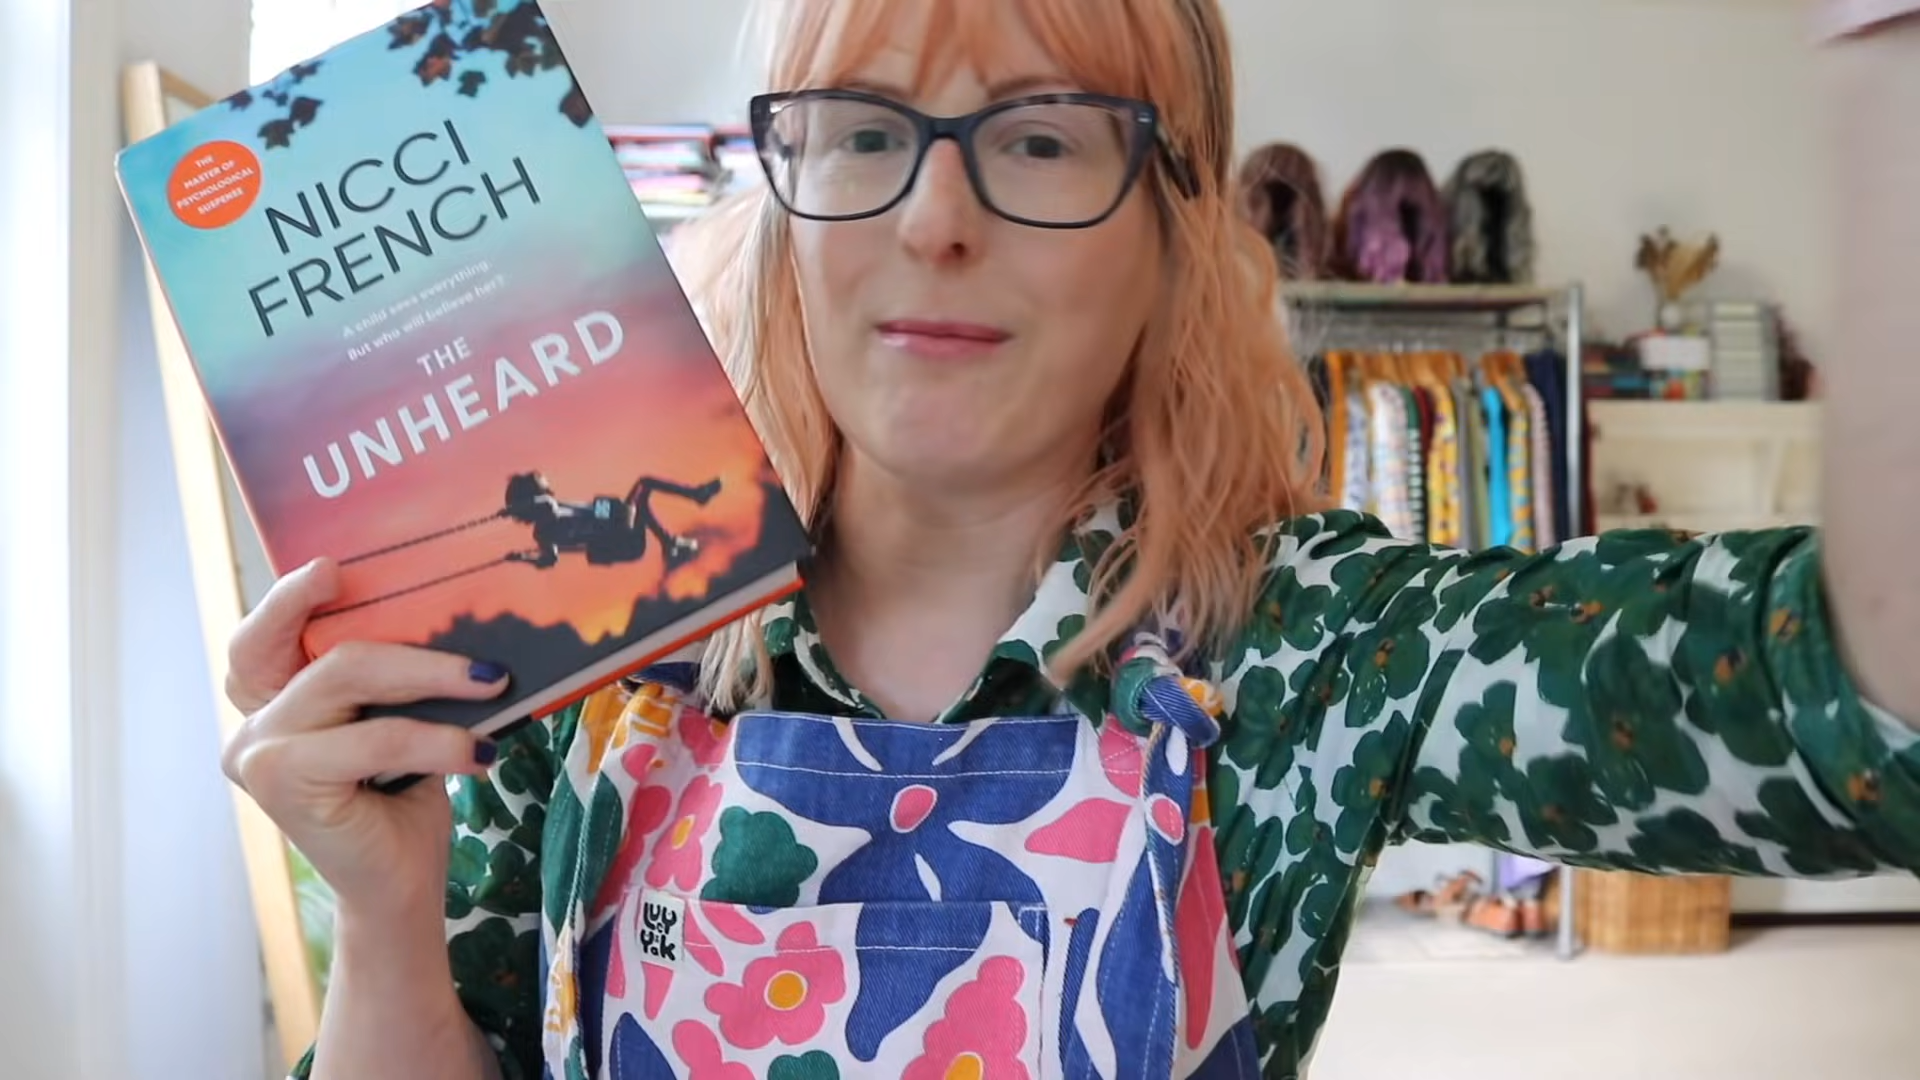 THE
MASTER OF
PSYCHOLOGICAL
SUSPENSE
NICCI
FRENCH
A child sees everything.
But who will believe her?
THE
UNHEARD
LUCY
& YAK